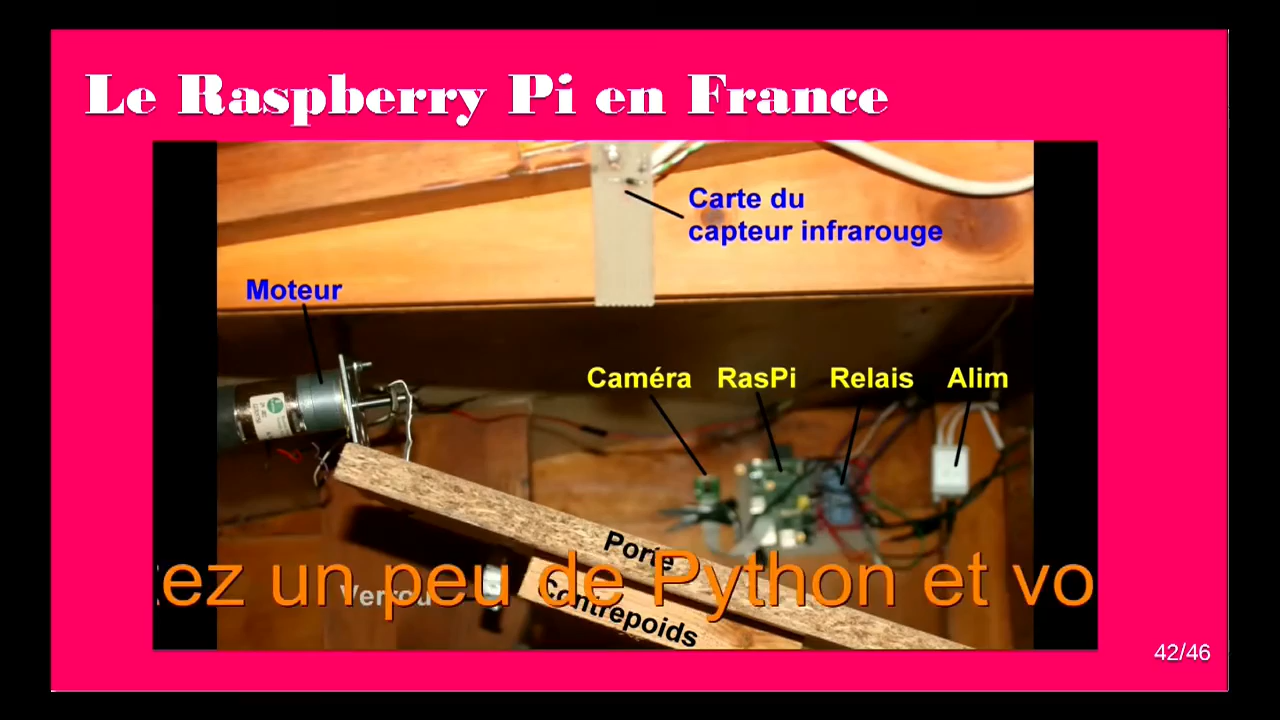 Le Raspberry Pi en France
Carte du
capteur infrarouge
Moteur
Caméra RasPi Relais Alim
Porte
ez un peu de Python et vo
Verrou
Contrepoids
42/46